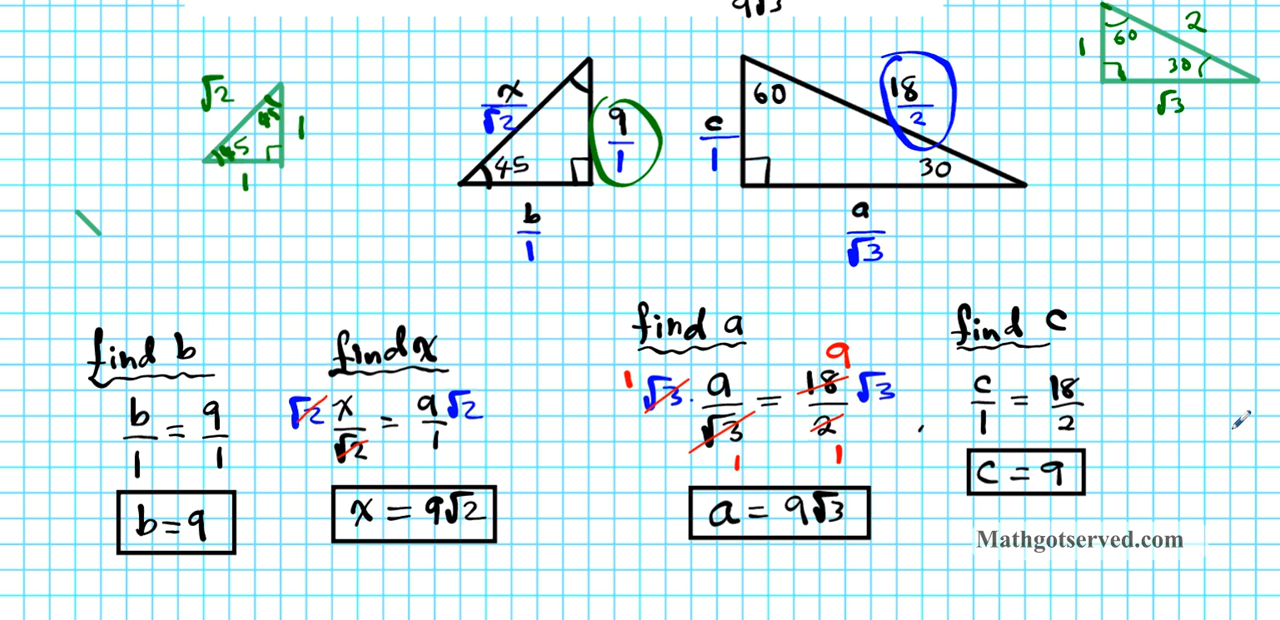 9√3
√2
45
45
1
1
x/√2
9/1
45
b/1
60
18/2
c/1
30
a/√3
2
60
1
30
√3
find b
b/1 = 9/1
b = 9
find x
√2 x/√2 = 9/1 √2
x = 9√2
find a
9
1 √3 · a/√3 = 18/2 √3
1 1
a = 9√3
find c
c/1 = 18/2
c = 9
Mathgotserved.com